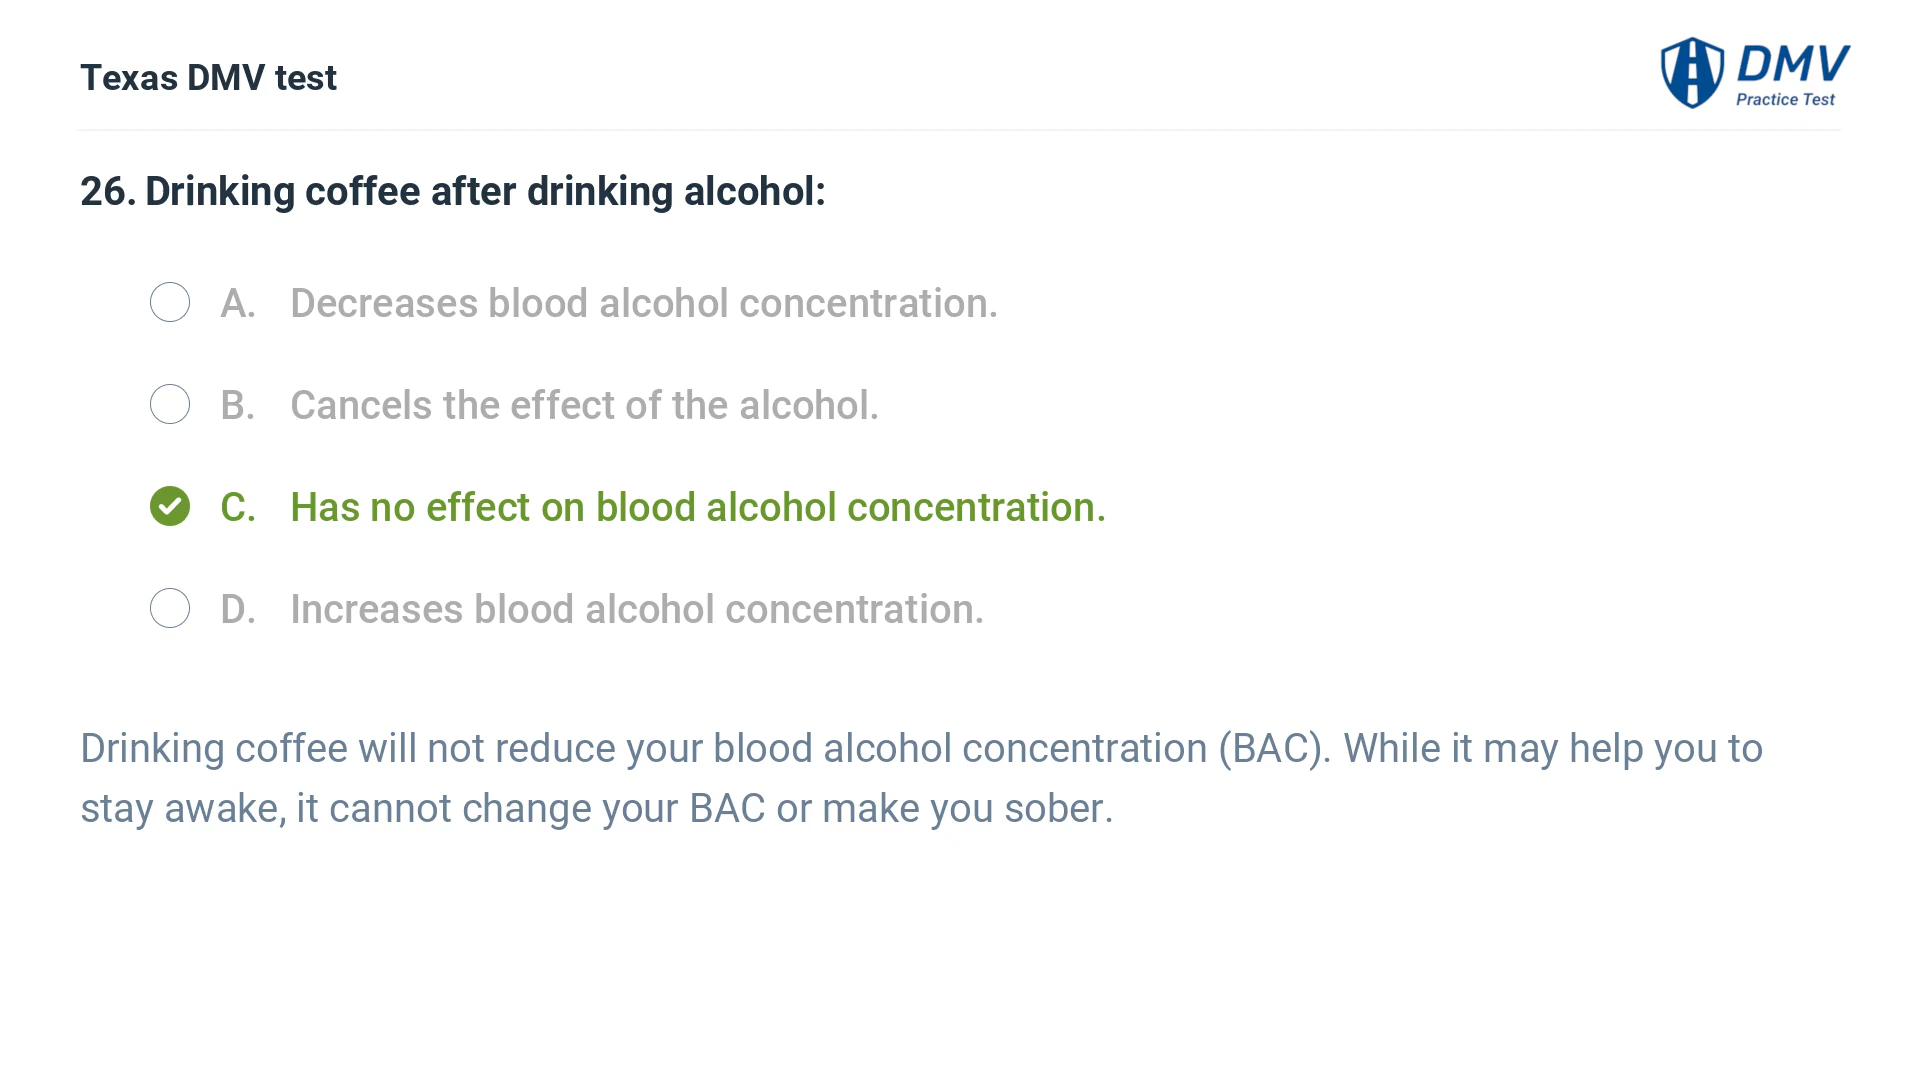 Texas DMV test
DMV
Practice Test
26. Drinking coffee after drinking alcohol:
A. Decreases blood alcohol concentration.
B. Cancels the effect of the alcohol.
C. Has no effect on blood alcohol concentration.
D. Increases blood alcohol concentration.
Drinking coffee will not reduce your blood alcohol concentration (BAC). While it may help you to
stay awake, it cannot change your BAC or make you sober.